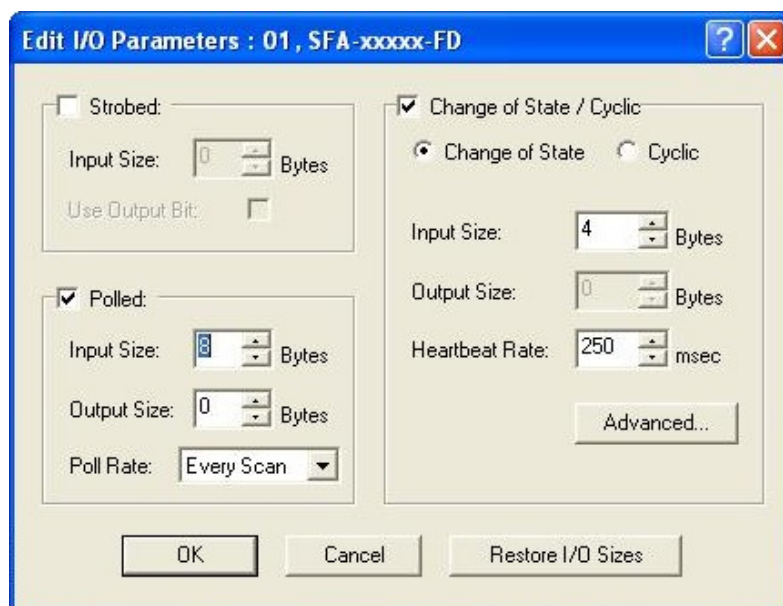 Edit I/O Parameters : 01 , SFA-xxxxx-FD
Strobed:
Input Size: 0 Bytes
Use Output Bit:
Polled:
Input Size: 8 Bytes
Output Size: 0 Bytes
Poll Rate: Every Scan
Change of State / Cyclic
Change of State Cyclic
Input Size: 4 Bytes
Output Size: 0 Bytes
Heartbeat Rate: 250 msec
Advanced...
OK Cancel Restore I/O Sizes